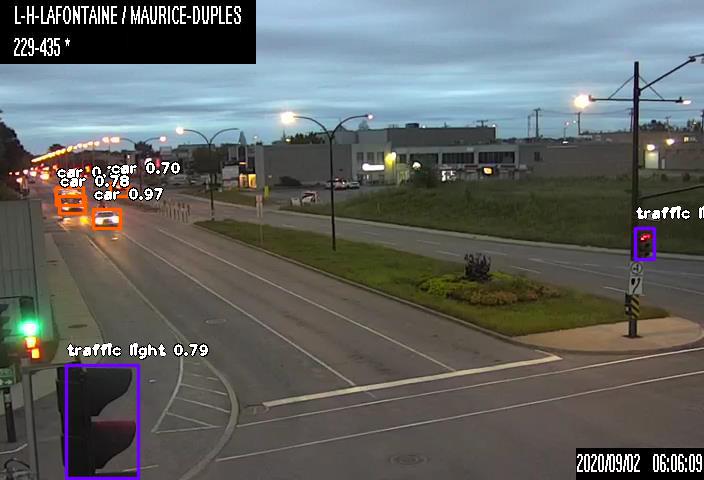 L-H-LAFONTAINE / MAURICE-DUPLES
229-435 *
car 0.70
car 0.78
car 0.97
traffic l
traffic light 0.79
2020/09/02 06:06:09